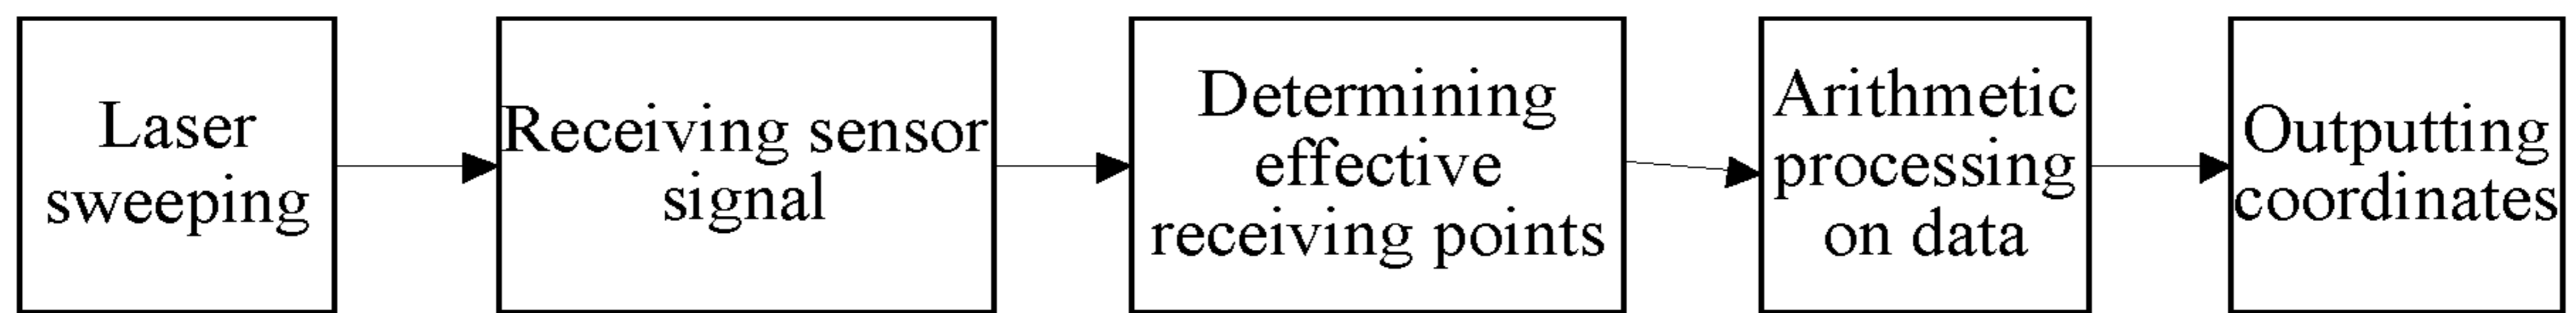 Laser
sweeping
Receiving sensor
signal
Determining
effective
receiving points
Arithmetic
processing
on data
Outputting
coordinates